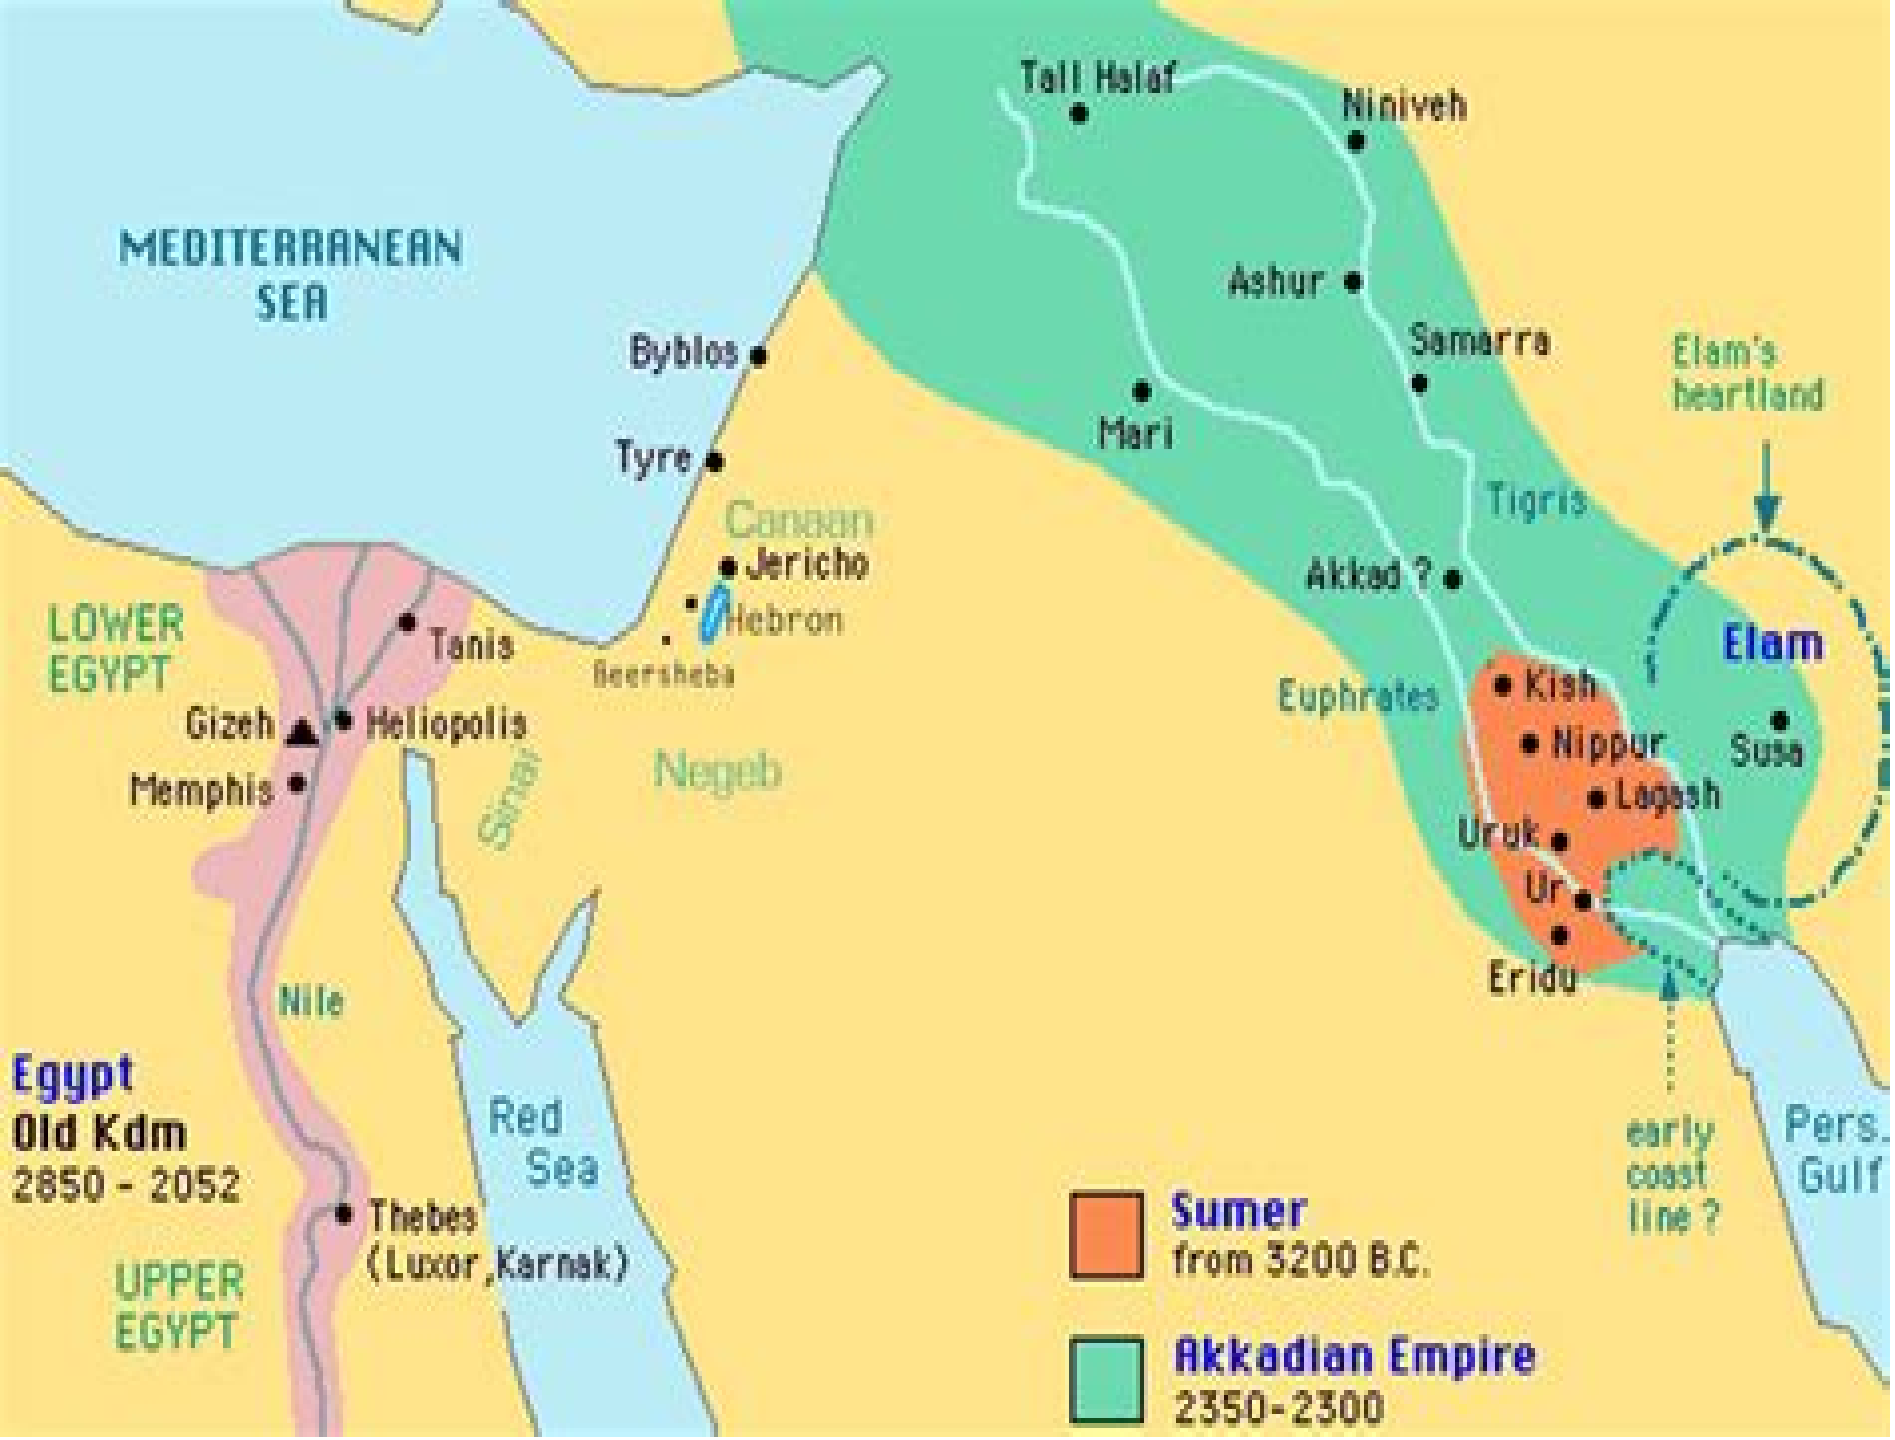 Tall Halaf
Niniveh
MEDITERRANEAN
SEA
Ashur
Samarra
Elam's
heartland
Byblos
Mari
Tyre
Tigris
Canaan
Jericho
Akkad ?
Hebron
LOWER
EGYPT
Tanis
Elam
Beersheba
Euphrates
Kish
Gizeh
Heliopolis
Nippur
Susa
Sinai
Negeb
Memphis
Lagash
Uruk
Ur
Eridu
Nile
Egypt
Old Kdm
2850 - 2052
Red
Sea
early
coast
line ?
Pers.
Gulf
Thebes
(Luxor,Karnak)
UPPER
EGYPT
Sumer
from 3200 B.C.
Akkadian Empire
2350-2300